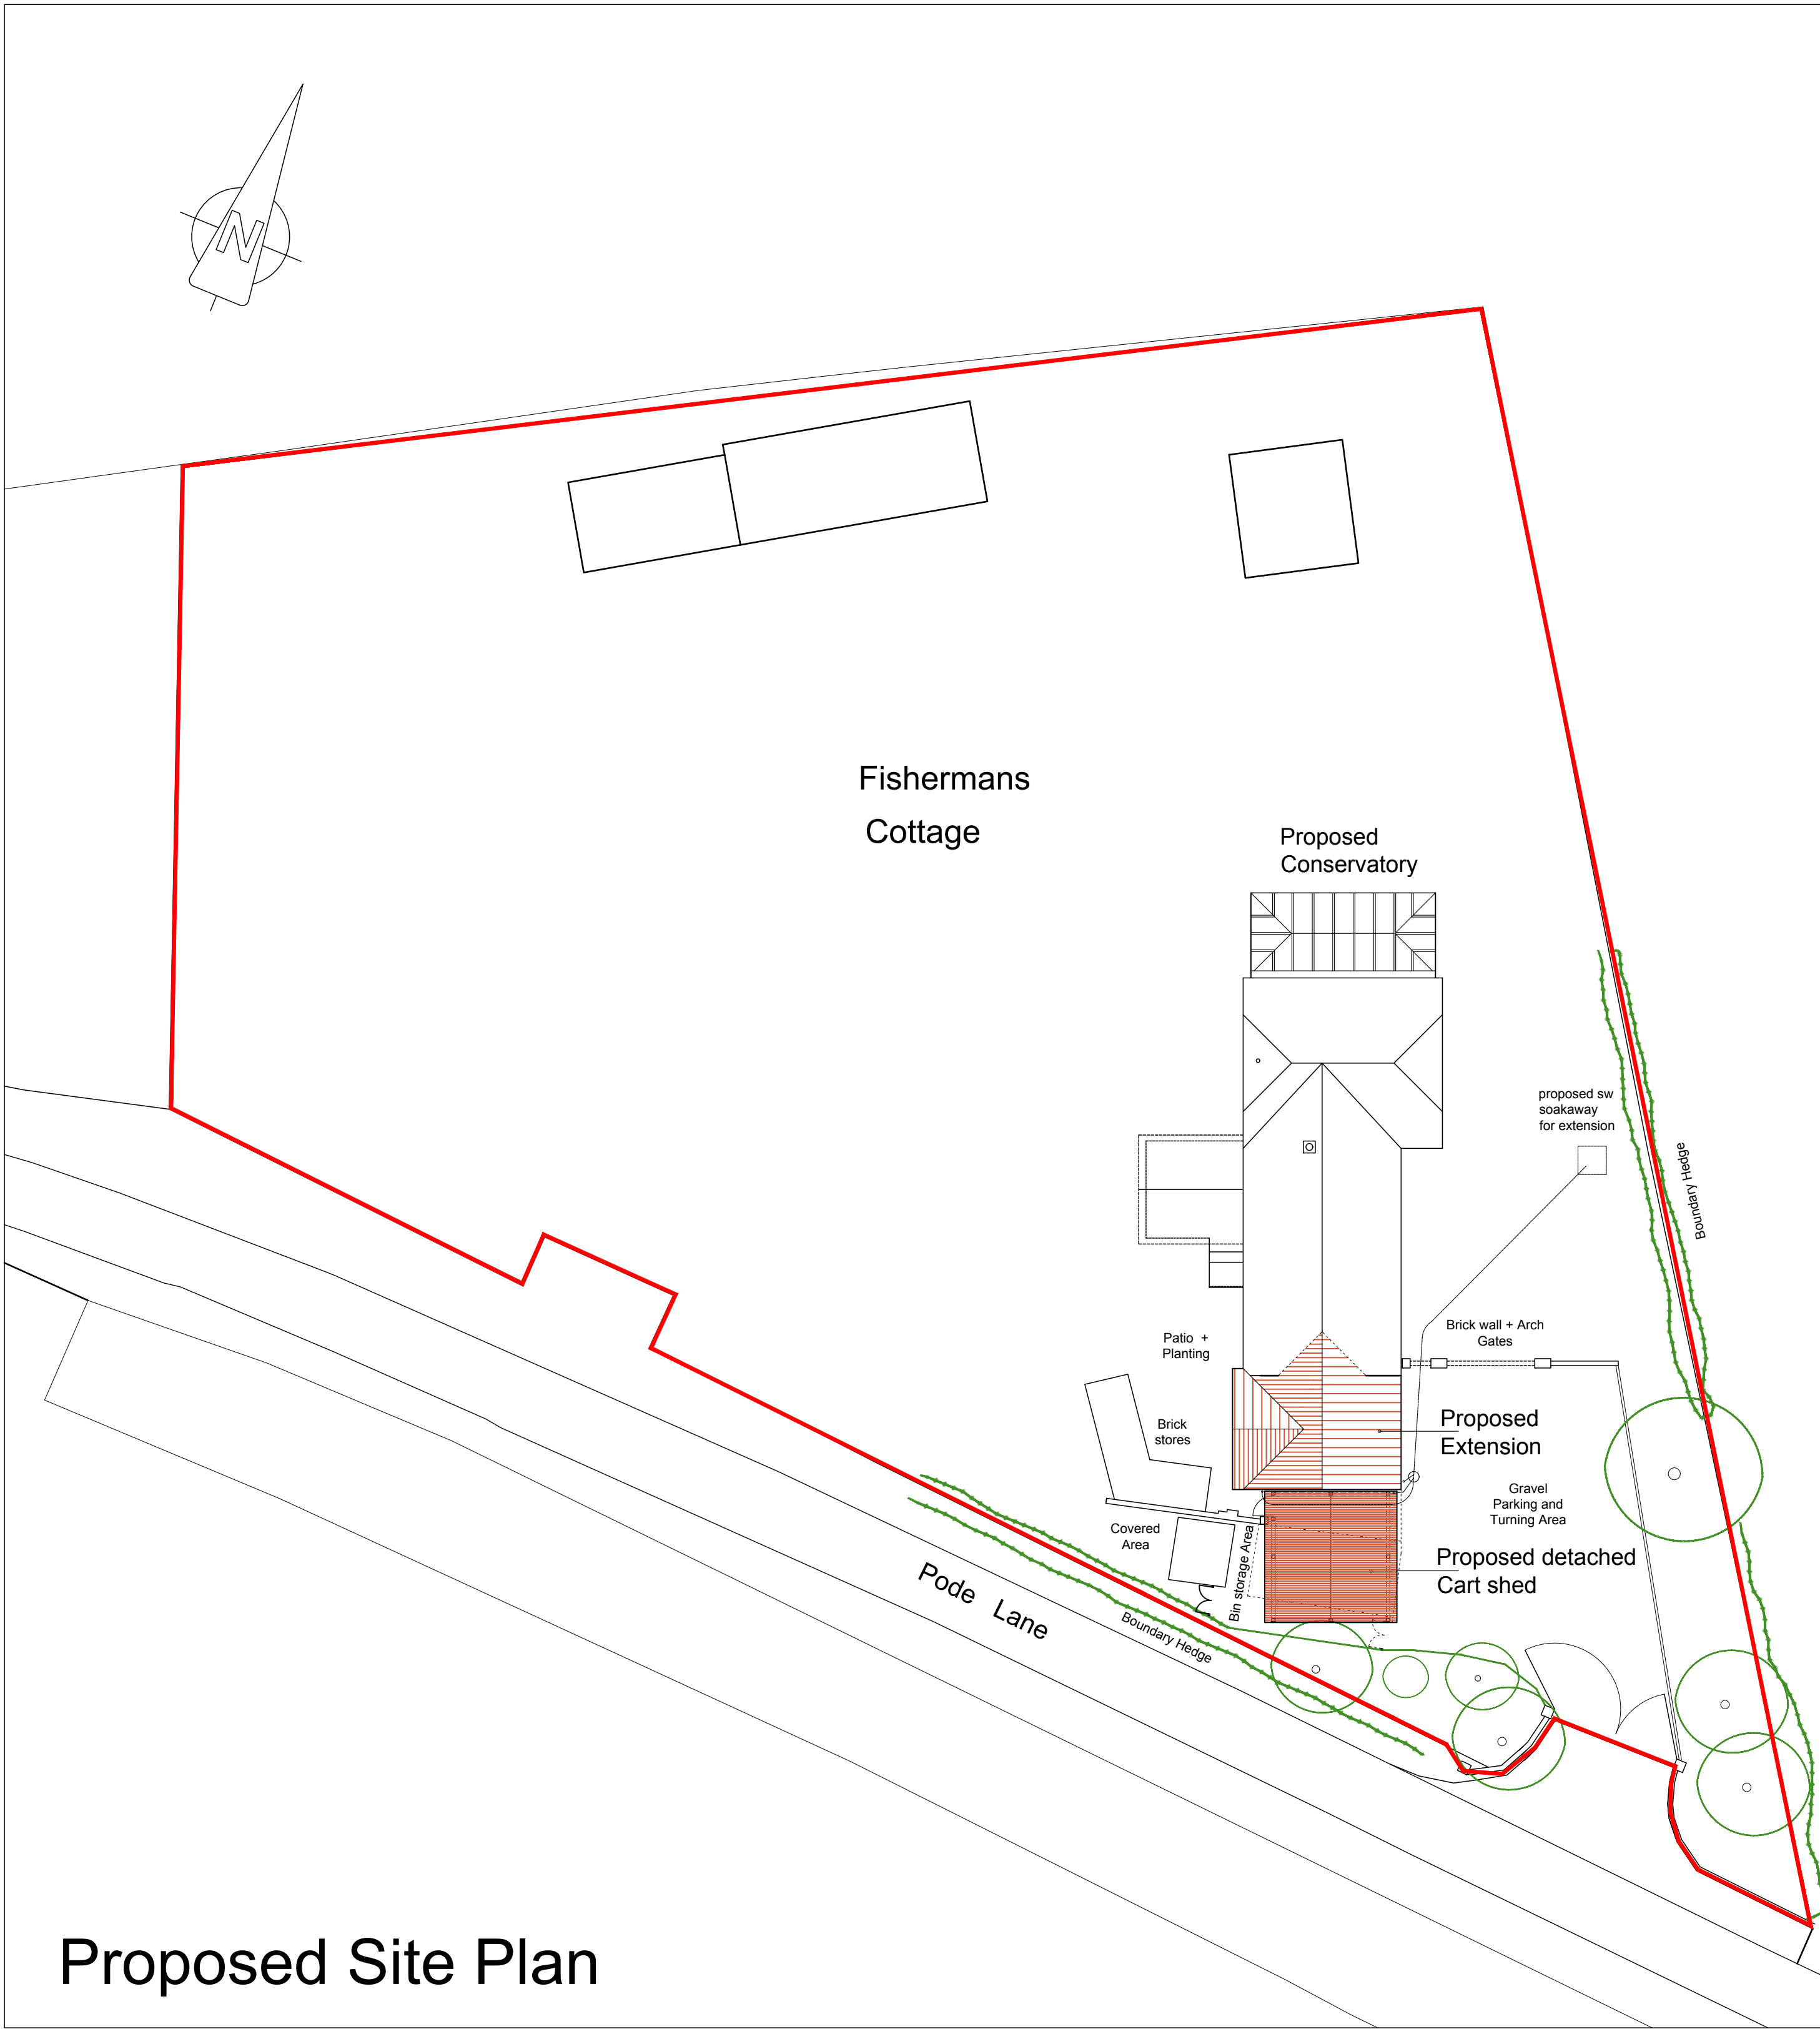 N
Fishermans
Cottage
Proposed
Conservatory
proposed sw
soakaway
for extension
Boundary Hedge
Brick wall + Arch
Gates
Patio +
Planting
Brick
stores
Proposed
Extension
Gravel
Parking and
Turning Area
Covered
Area
Bin storage Area
Proposed detached
Cart shed
Pode Lane
Boundary Hedge
Proposed Site Plan